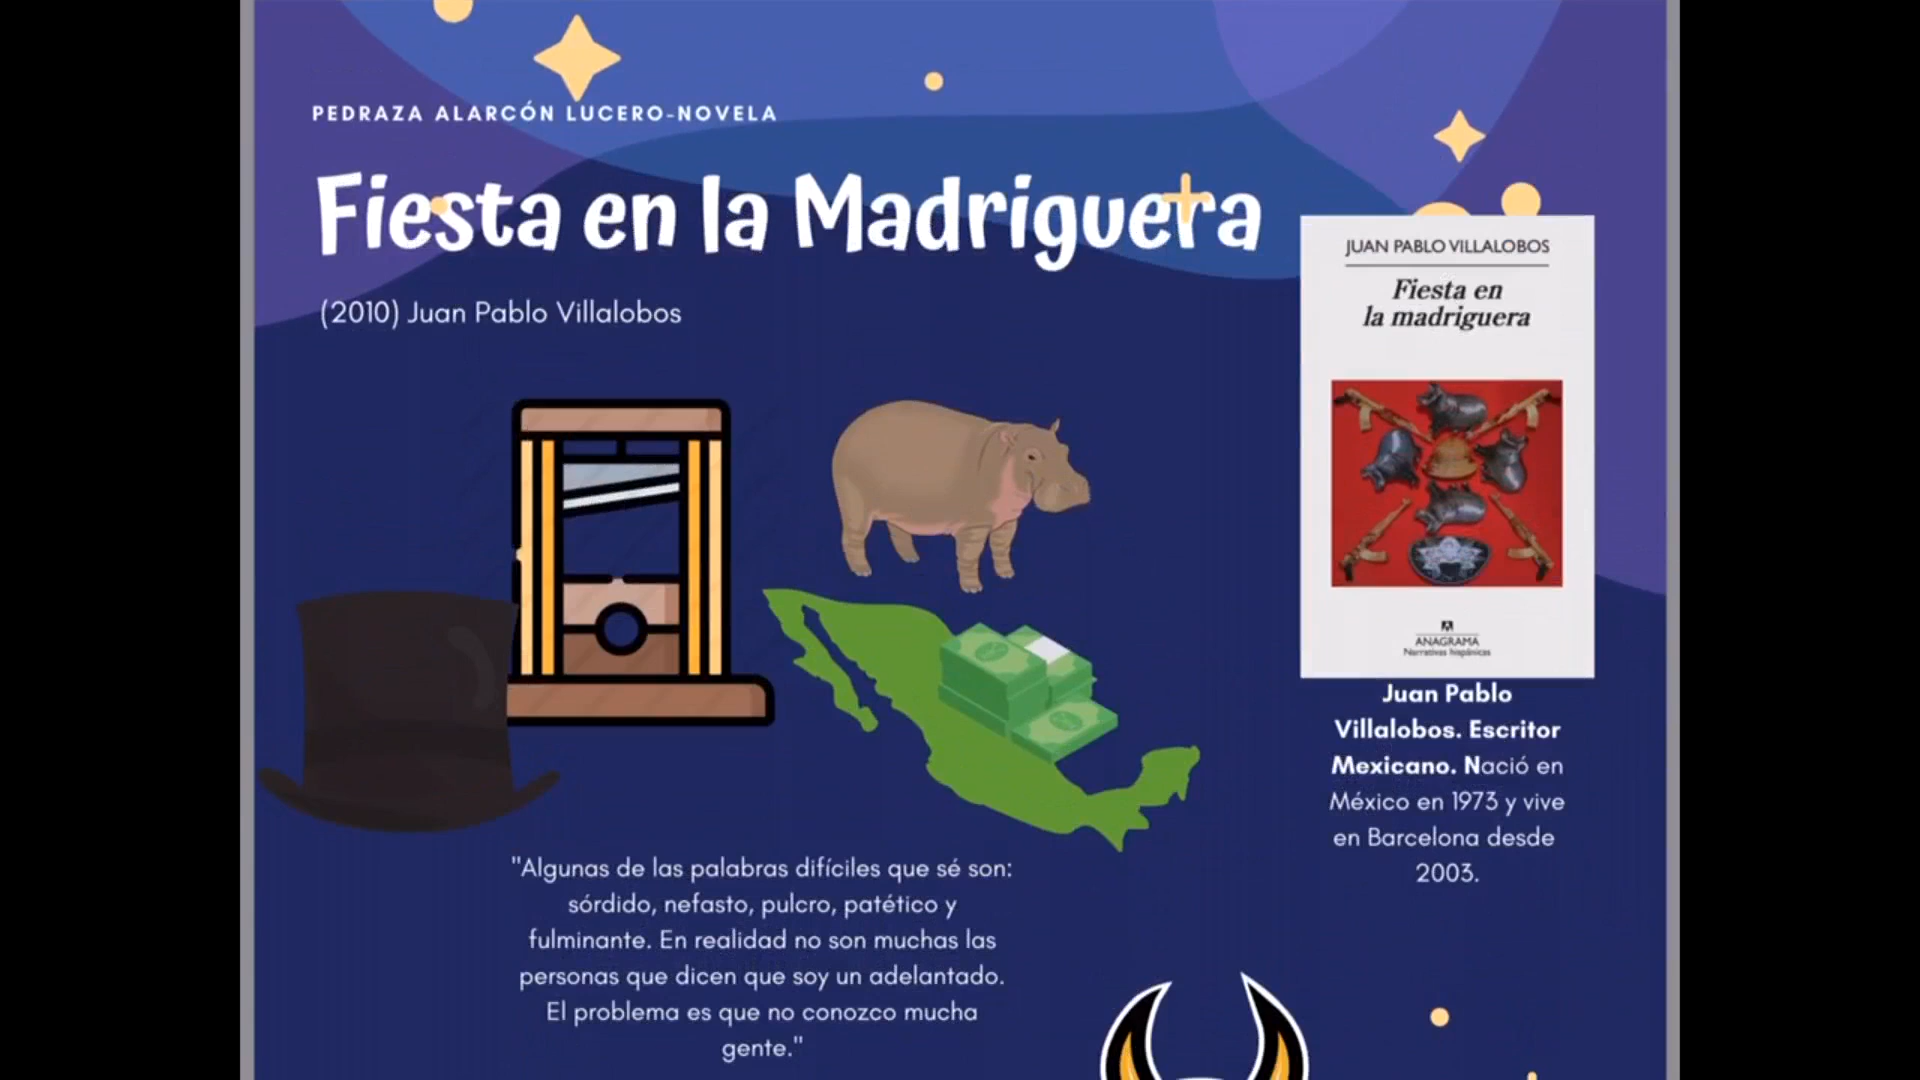 PEDRAZA ALARCÓN LUCERO-NOVELA
Fiesta en la Madriguera
(2010) Juan Pablo Villalobos
JUAN PABLO VILLALOBOS
Fiesta en
la madriguera
ANAGRAMA
Narrativas hispánicas
Juan Pablo
Villalobos. Escritor
Mexicano. Nació en
México en 1973 y vive
en Barcelona desde
2003.
"Algunas de las palabras difíciles que sé son:
sórdido, nefasto, pulcro, patético y
fulminante. En realidad no son muchas las
personas que dicen que soy un adelantado.
El problema es que no conozco mucha
gente."